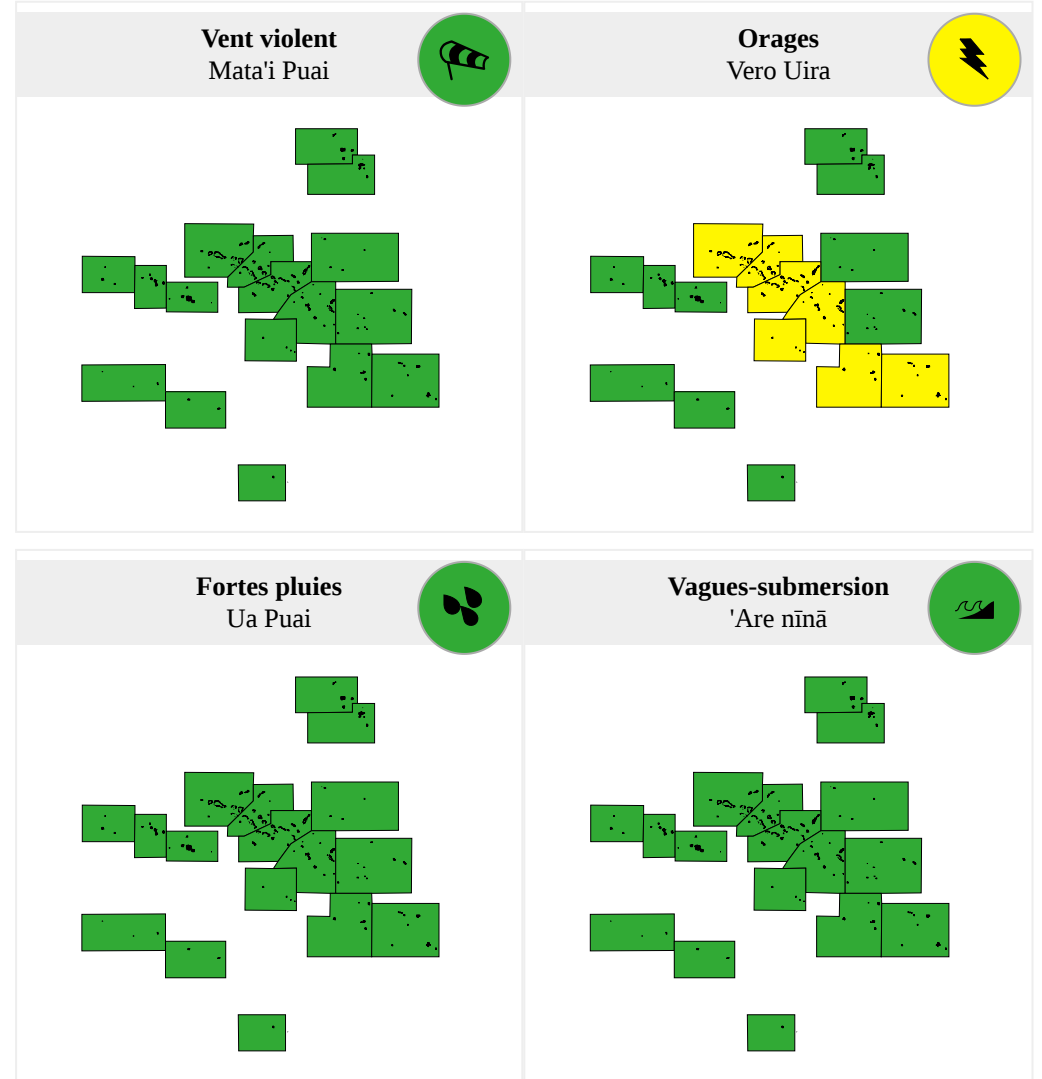 Vent violent
Mata'i Puai
Orages
Vero Uira
Fortes pluies
Ua Puai
Vagues-submersion
'Are nīnā